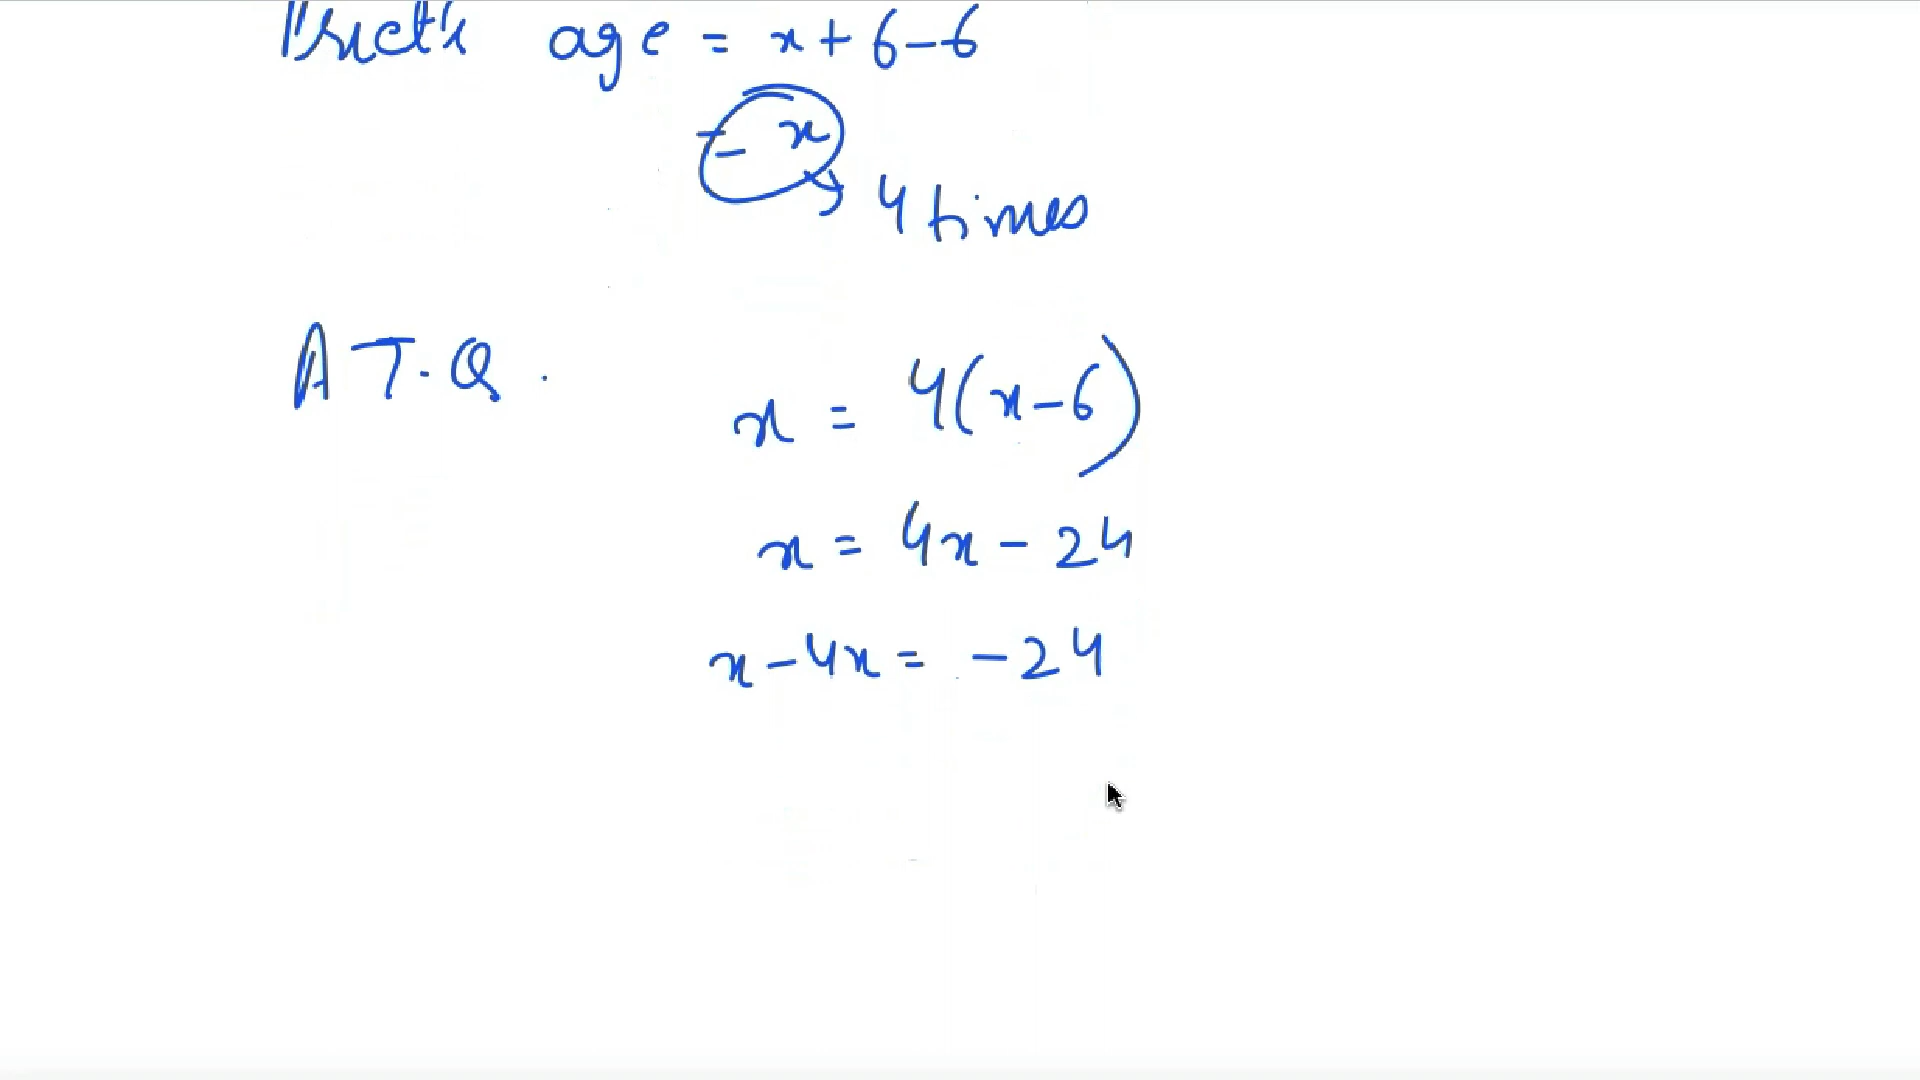 age = x + 6 - 6
= x
4 times
A T. Q.
x = 4(x-6)
x = 4x - 24
x - 4x = -24